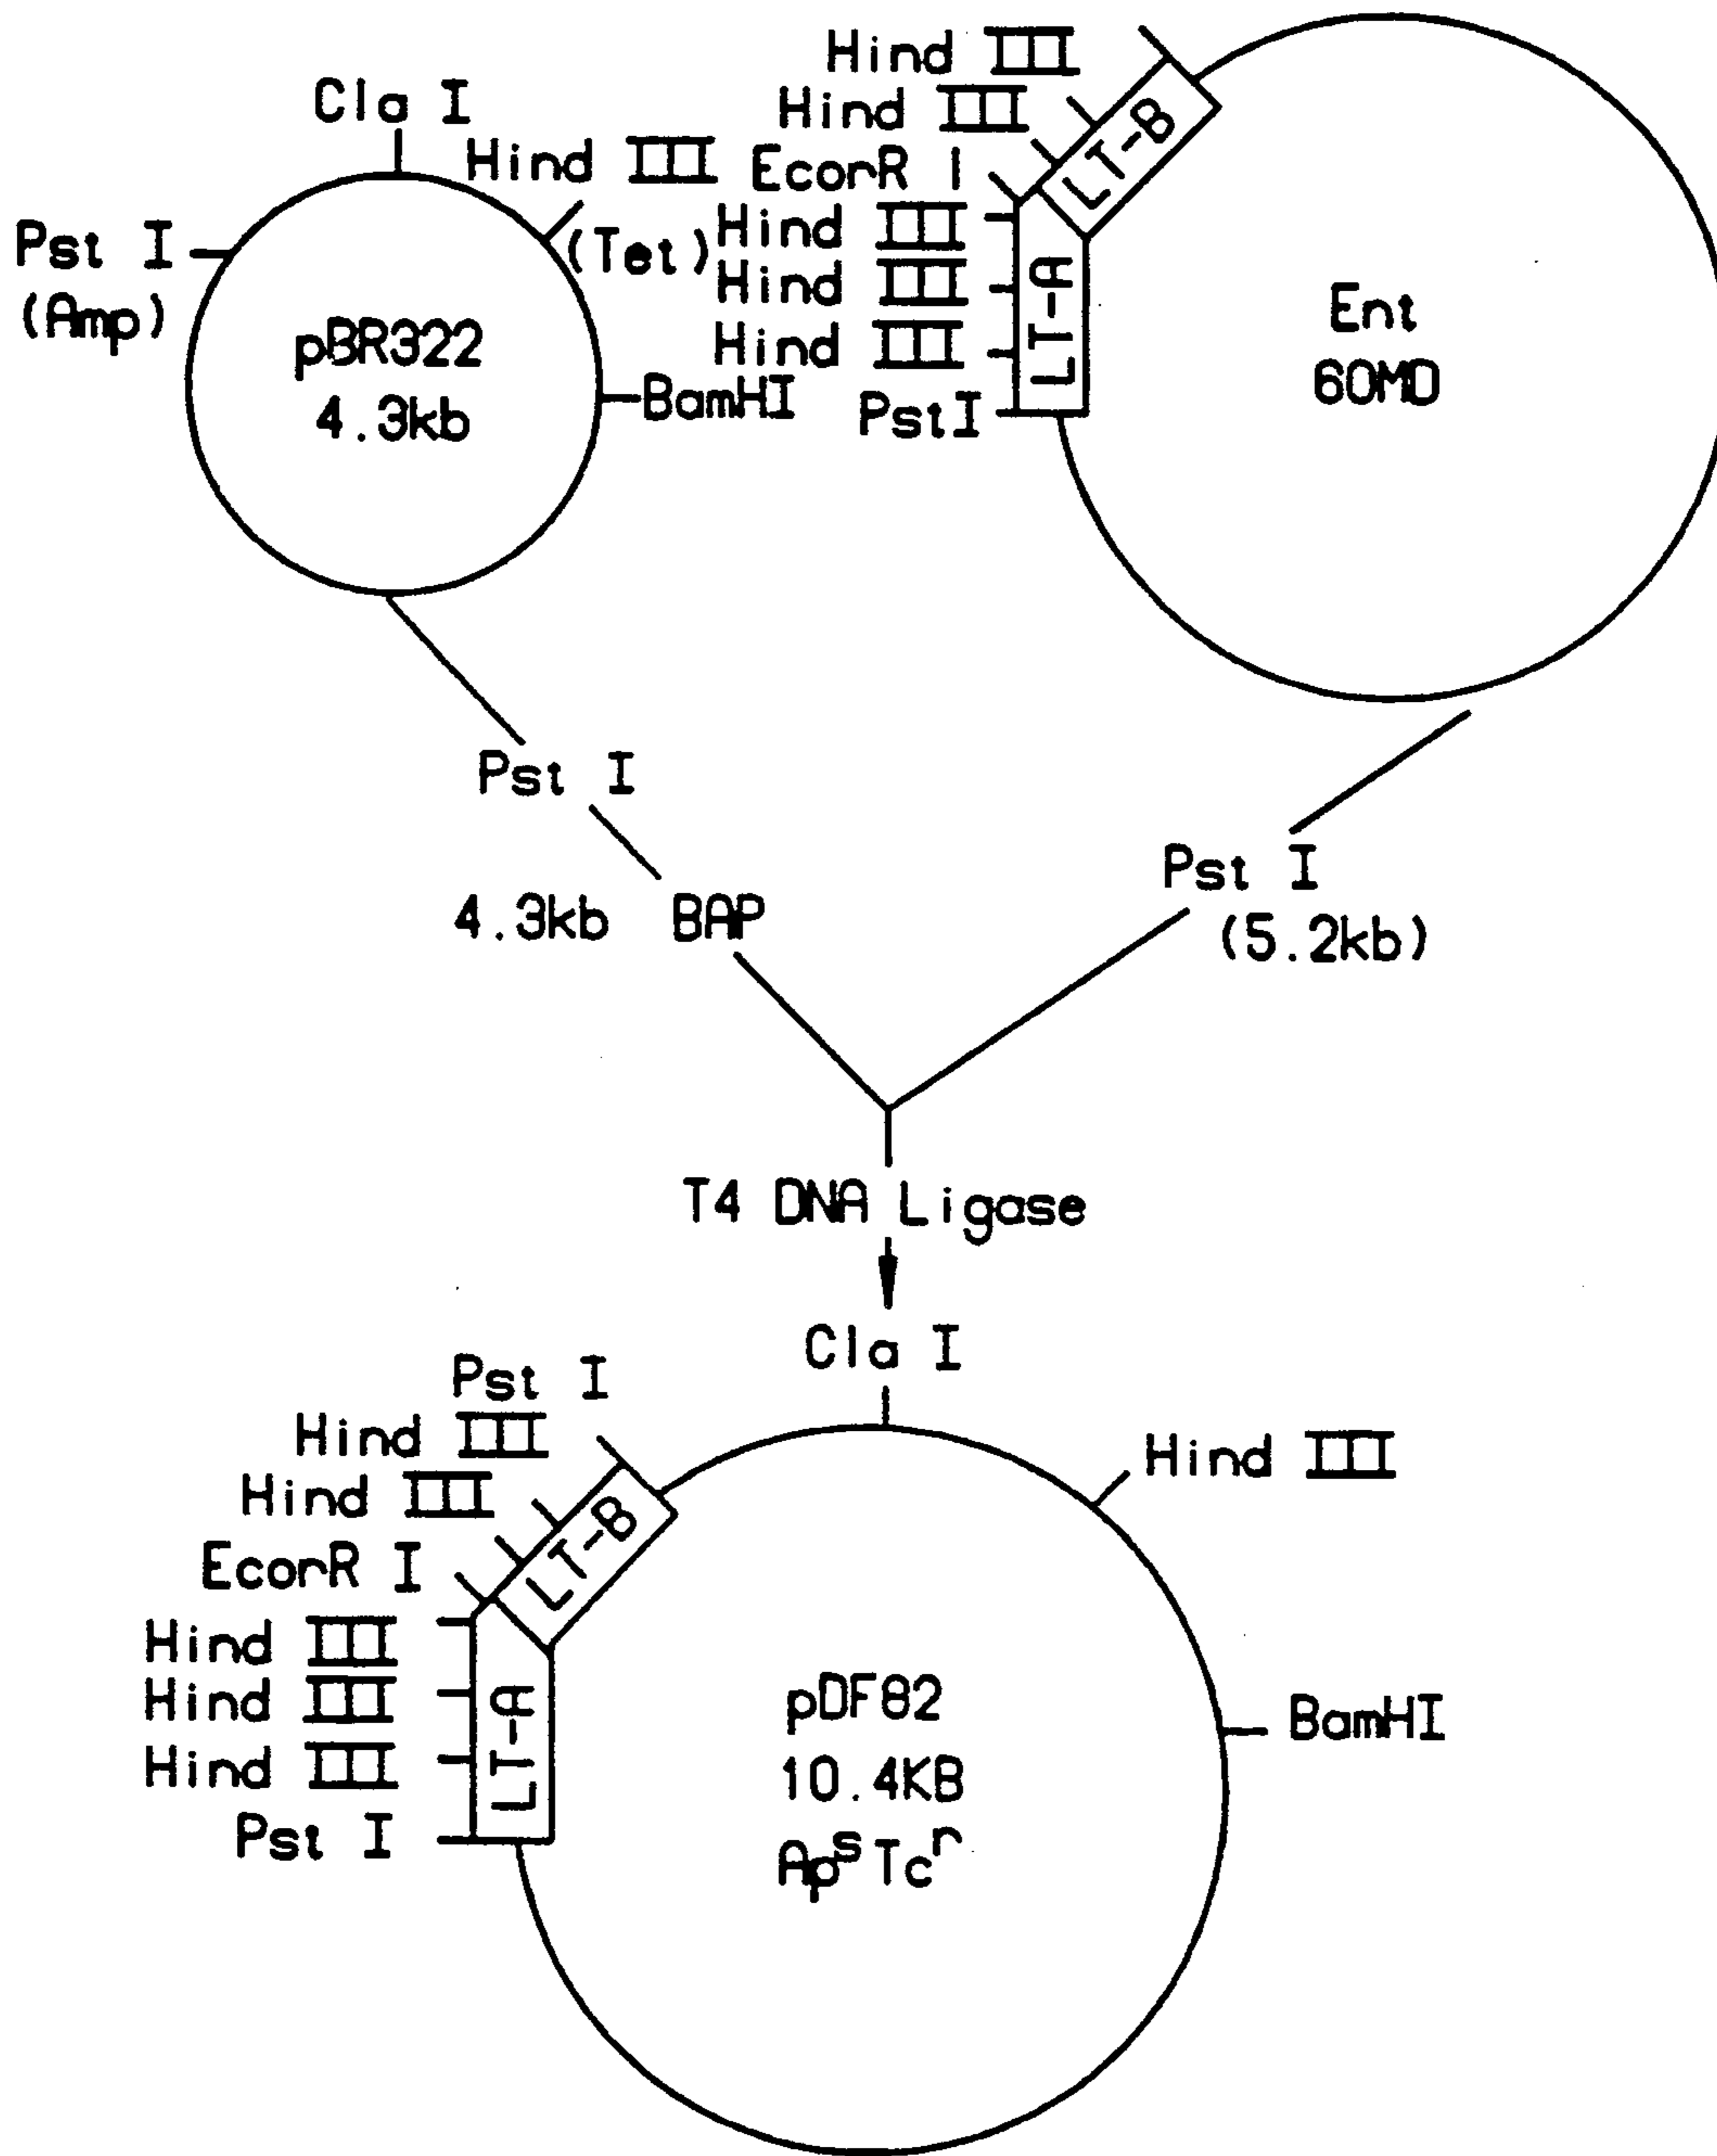 Cla I
Hind III
(Tet)
Pst I
(Amp)
pBR322
4.3kb
BamHI
Hind III
Hind III
EcorR I
Hind III
Hind III
Hind III
PstI
LT-B
LT-A
Ent
60MD
Pst I
4.3kb BAP
Pst I
(5.2kb)
T4 DNA Ligase
Cla I
Pst I
Hind III
Hind III
EcorR I
Hind III
Hind III
Hind III
Pst I
LT-B
LT-A
Hind III
BamHI
pDF82
10.4KB
ApˢTcʳ